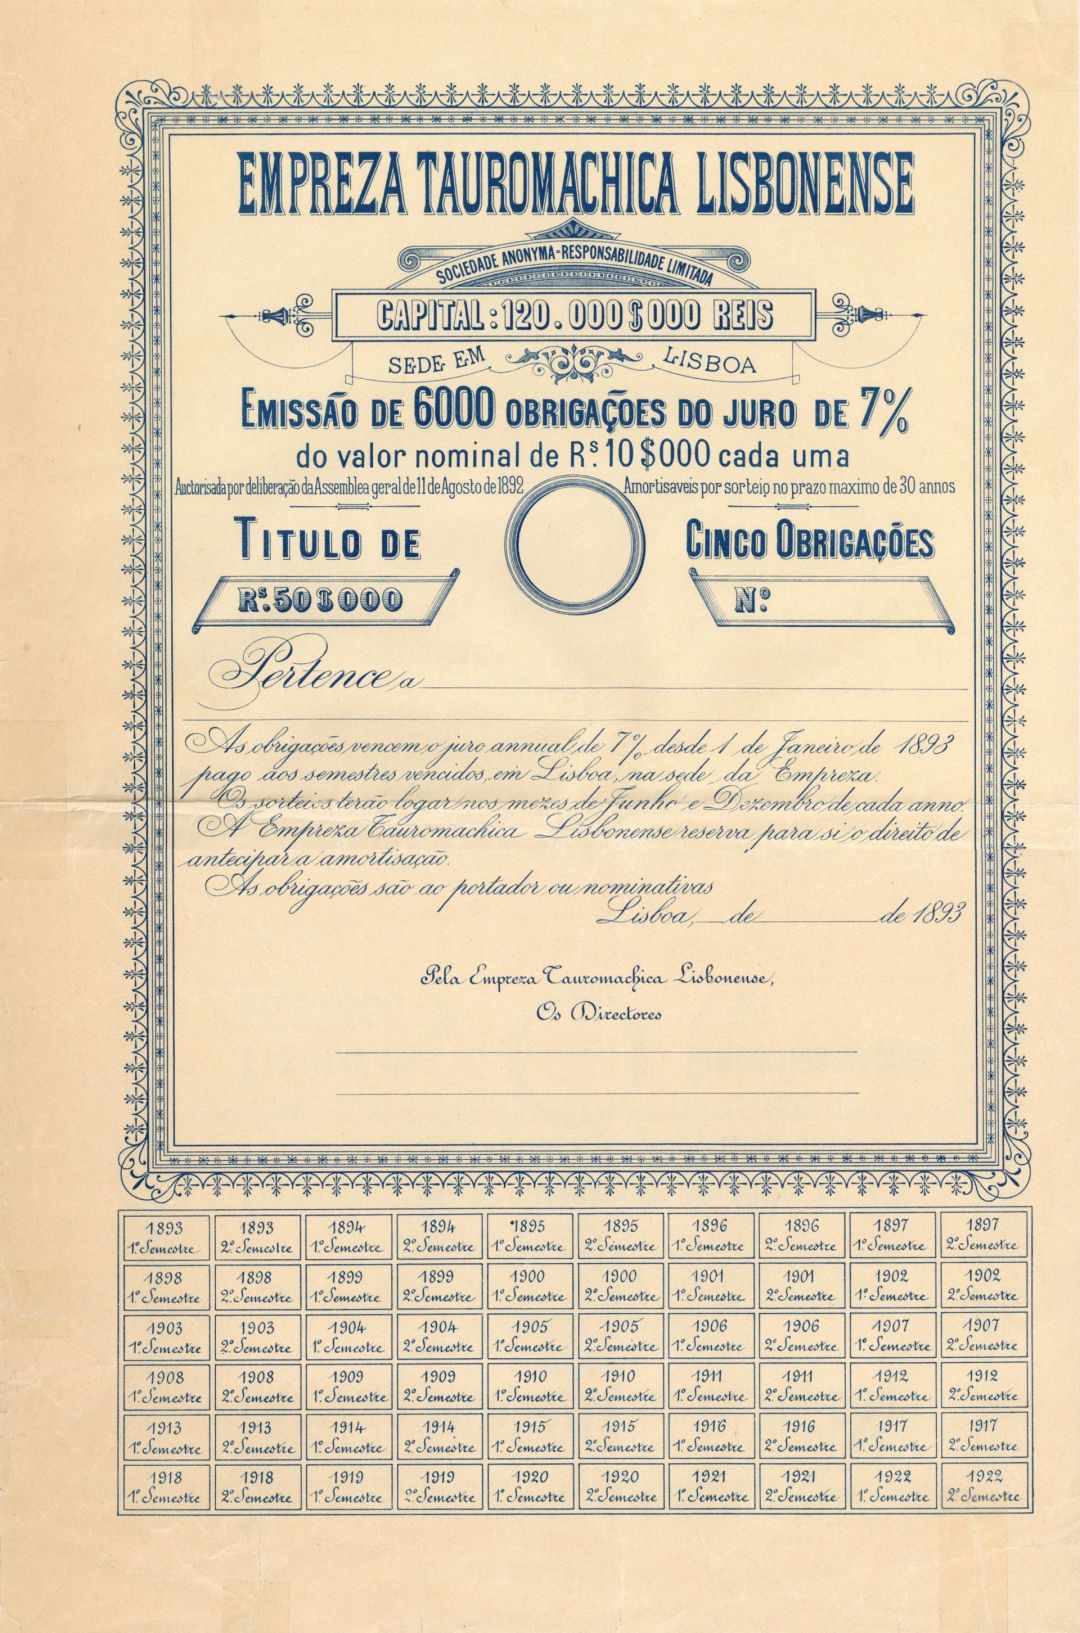 EMPREZA TAUROMACHICA LISBONENSE
SOCIEDADE ANONYMA=RESPONSABILIDADE LIMITADA
CAPITAL: 120.000$000 REIS
SEDE EM LISBOA
EMISSÃO DE 6000 OBRIGAÇÕES DO JURO DE 7%
do valor nominal de Rs. 10$000 cada uma
Auctorisada por deliberação da Assemblea geral de 11 de Agosto de 1892
Amortisaveis por sorteio no prazo maximo de 30 annos
TITULO DE CINCO OBRIGAÇÕES
Rs. 50$000 Nº
Pertence a
As obrigações vencem o juro annual de 7% desde 1 de Janeiro de 1893
pago aos semestres vencidos, em Lisboa, na sede da Empreza.
Os sorteios terão logar nos mezes de Junho e Dezembro de cada anno.
A Empreza Tauromachica Lisbonense reserva para si o direito de
antecipar a amortisação.
As obrigações são ao portador ou nominativas
Lisboa, de de 1893
Pela Empreza Tauromachica Lisbonense,
Os Directores
1893 1893 1894 1894 1895 1895 1896 1896 1897 1897
1º Semestre 2º Semestre 1º Semestre 2º Semestre 1º Semestre 2º Semestre 1º Semestre 2º Semestre 1º Semestre 2º Semestre
1898 1898 1899 1899 1900 1900 1901 1901 1902 1902
1º Semestre 2º Semestre 1º Semestre 2º Semestre 1º Semestre 2º Semestre 1º Semestre 2º Semestre 1º Semestre 2º Semestre
1903 1903 1904 1904 1905 1905 1906 1906 1907 1907
1º Semestre 2º Semestre 1º Semestre 2º Semestre 1º Semestre 2º Semestre 1º Semestre 2º Semestre 1º Semestre 2º Semestre
1908 1908 1909 1909 1910 1910 1911 1911 1912 1912
1º Semestre 2º Semestre 1º Semestre 2º Semestre 1º Semestre 2º Semestre 1º Semestre 2º Semestre 1º Semestre 2º Semestre
1913 1913 1914 1914 1915 1915 1916 1916 1917 1917
1º Semestre 2º Semestre 1º Semestre 2º Semestre 1º Semestre 2º Semestre 1º Semestre 2º Semestre 1º Semestre 2º Semestre
1918 1918 1919 1919 1920 1920 1921 1921 1922 1922
1º Semestre 2º Semestre 1º Semestre 2º Semestre 1º Semestre 2º Semestre 1º Semestre 2º Semestre 1º Semestre 2º Semestre